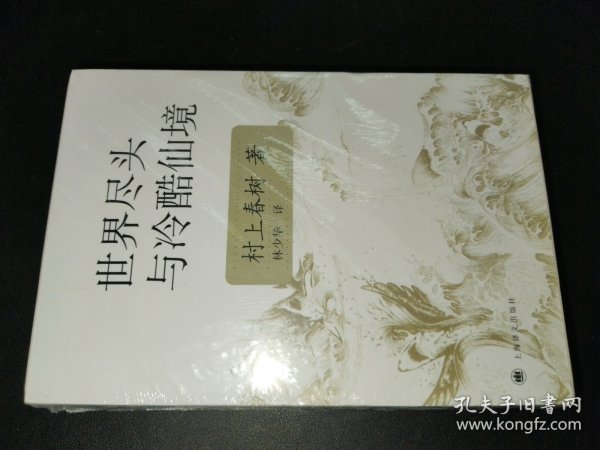 世界尽头
与冷酷仙境
村上春树 著
林少华 译
上海译文出版社
孔夫子旧書网
www.kongfz.com